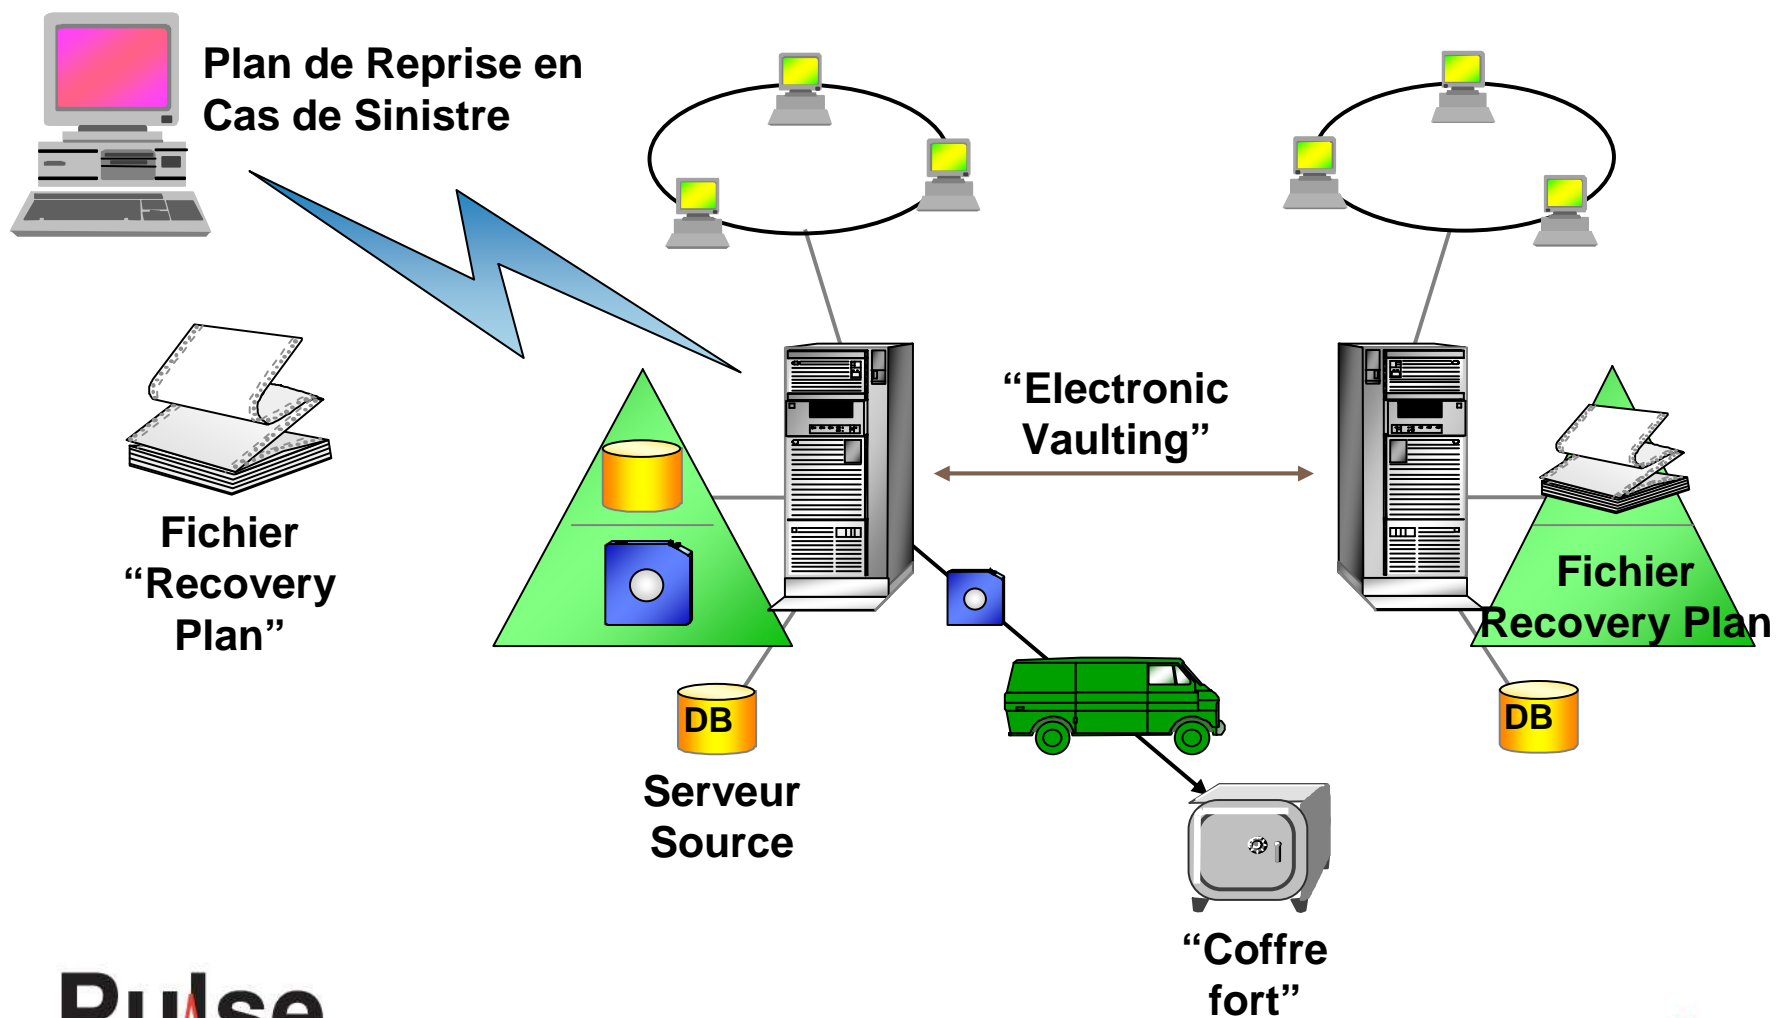 Plan de Reprise en
Cas de Sinistre
“Electronic
Vaulting”
Fichier
“Recovery
Plan”
Fichier
Recovery Plan
DB
DB
Serveur
Source
“Coffre
fort”
Pulse